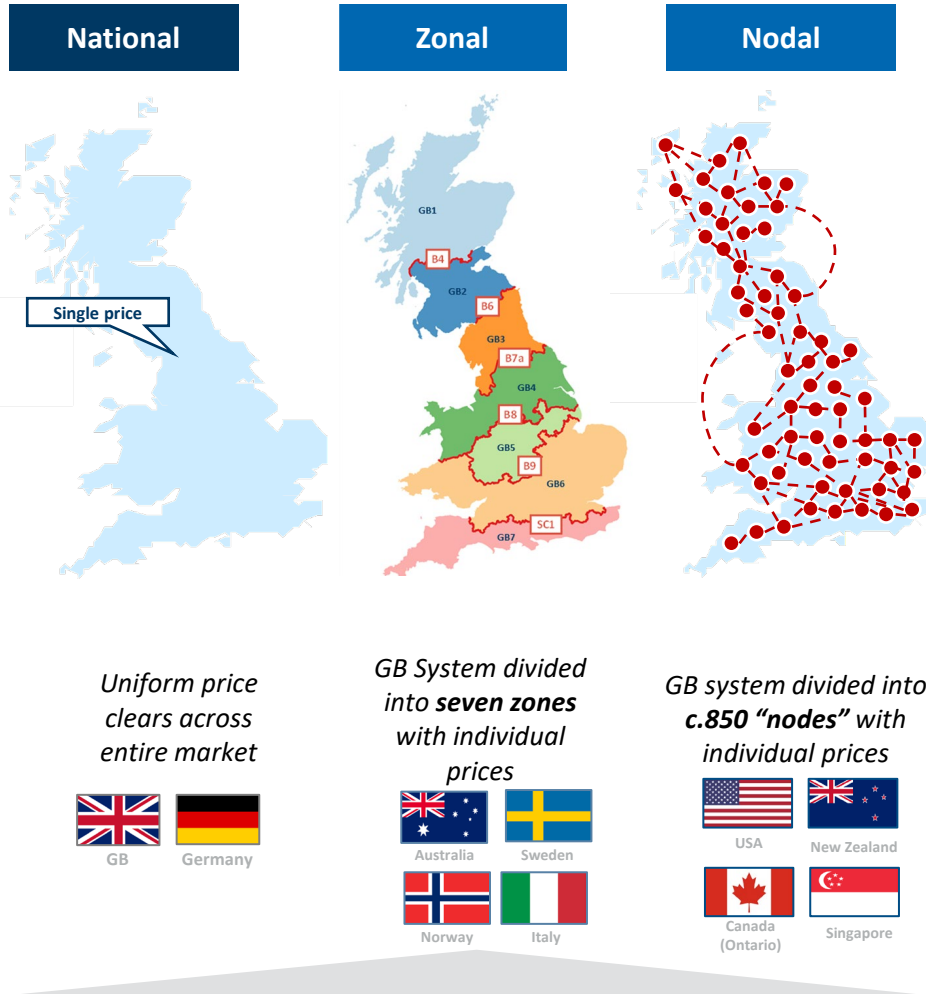 National
Zonal
Nodal
Single price
GB1
B4
GB2
B6
GB3
B7a
GB4
B8
GB5
B9
GB6
SC1
GB7
Uniform price
clears across
entire market
GB
Germany
GB System divided
into seven zones
with individual
prices
Australia
Sweden
Norway
Italy
GB system divided into
c.850 “nodes” with
individual prices
USA
New Zealand
Canada
(Ontario)
Singapore